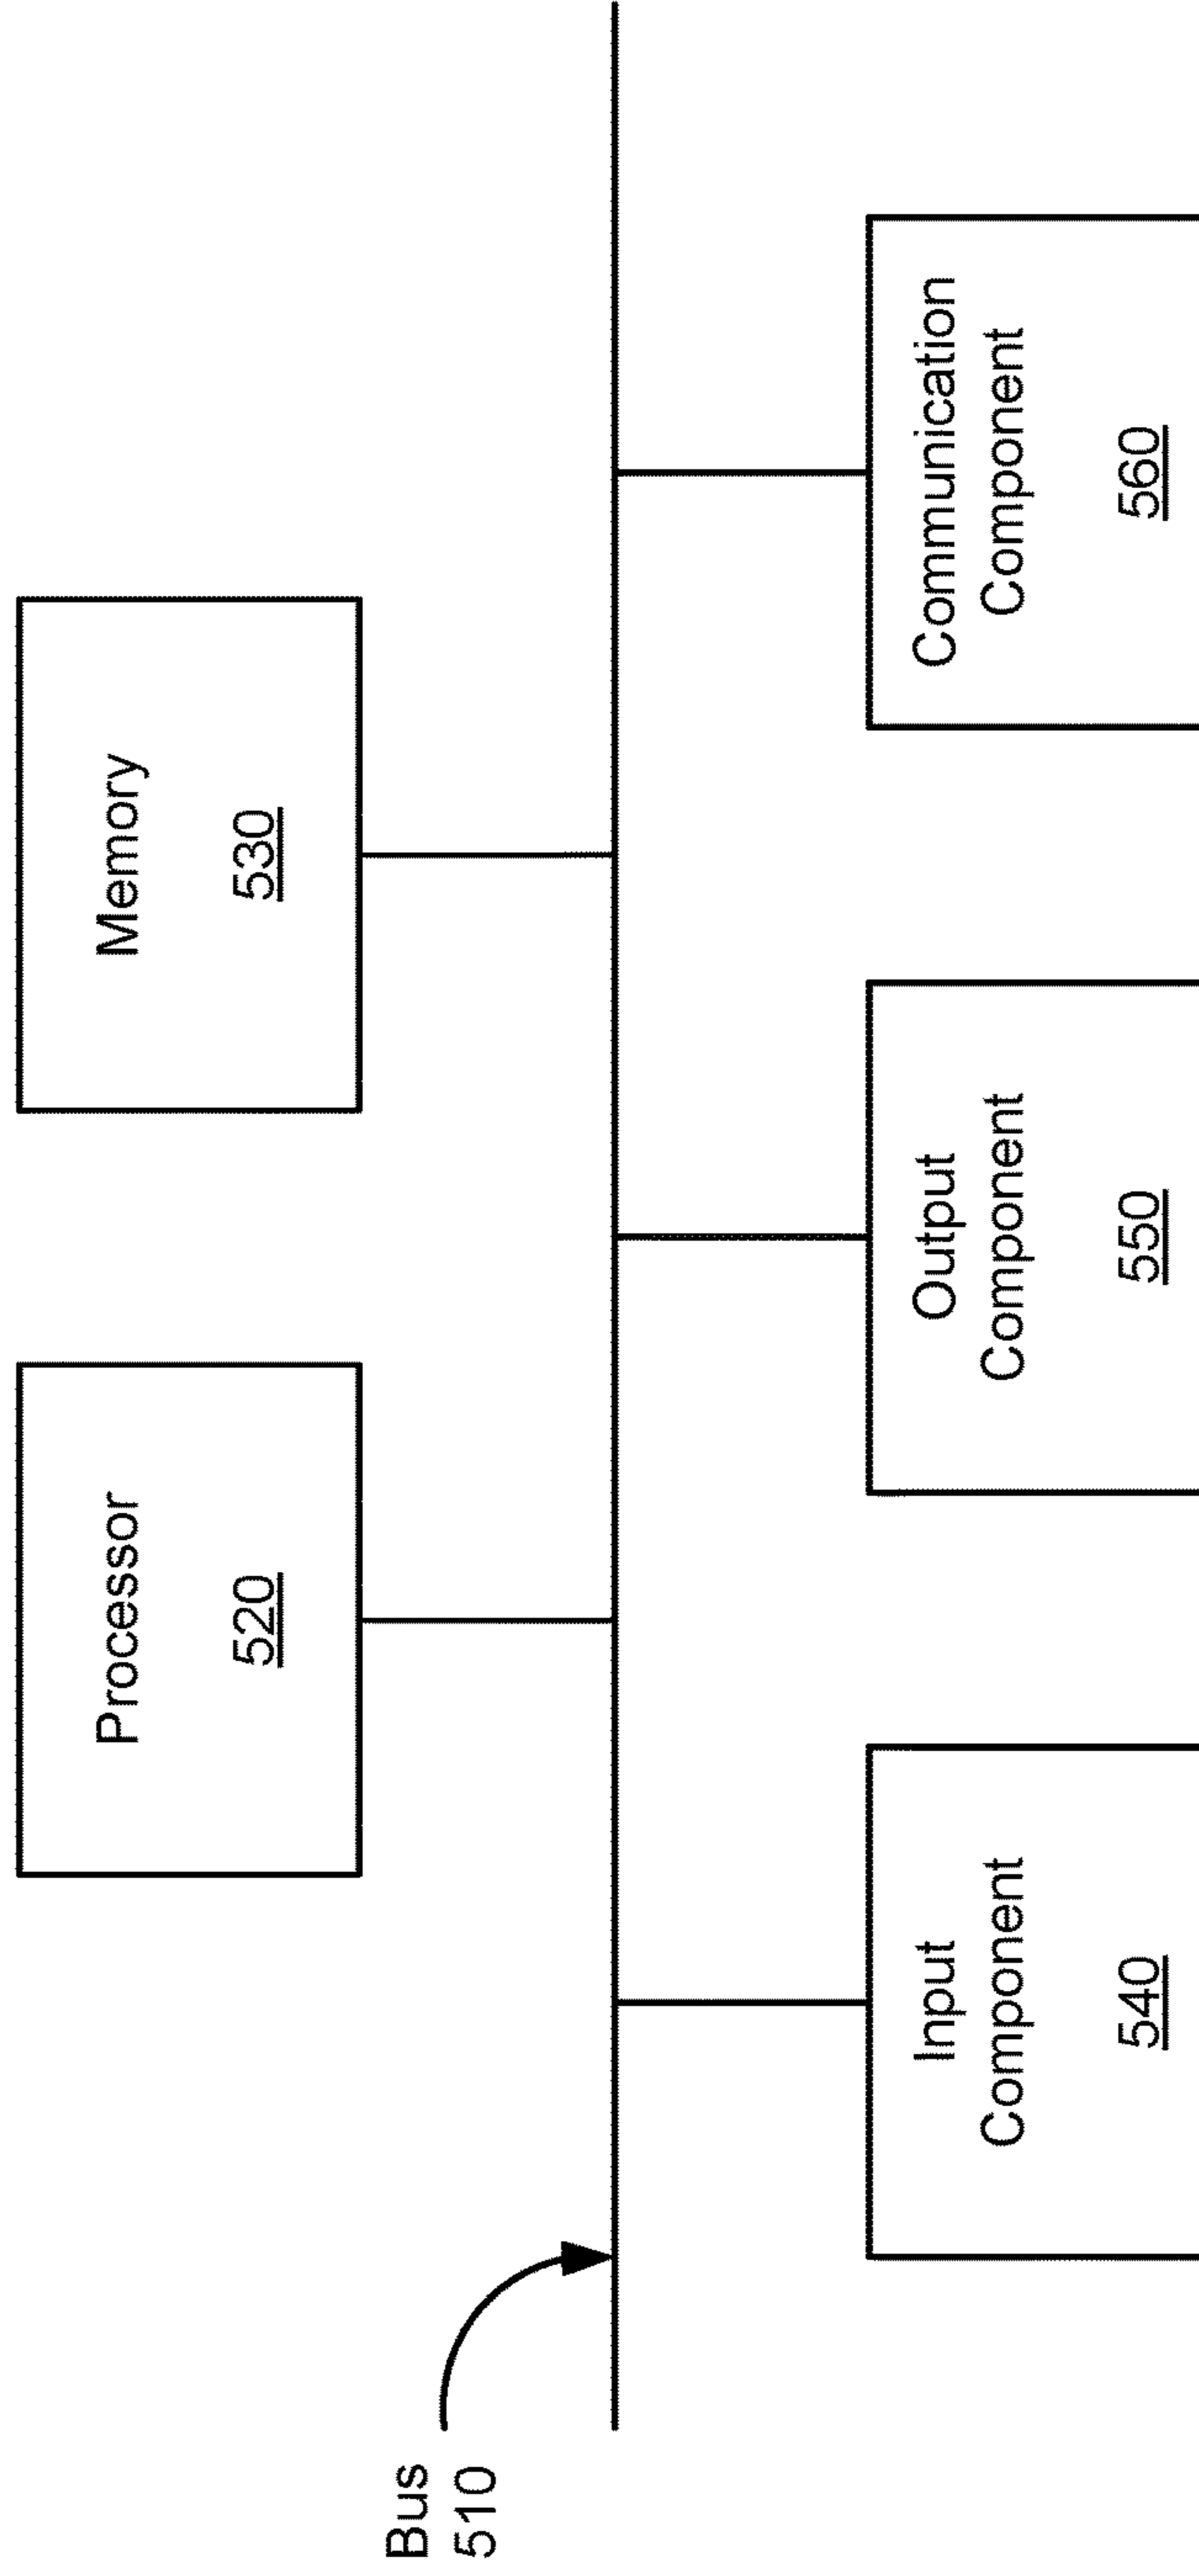 Processor
520
Memory
530
Bus
510
Input
Component
540
Output
Component
550
Communication
Component
560